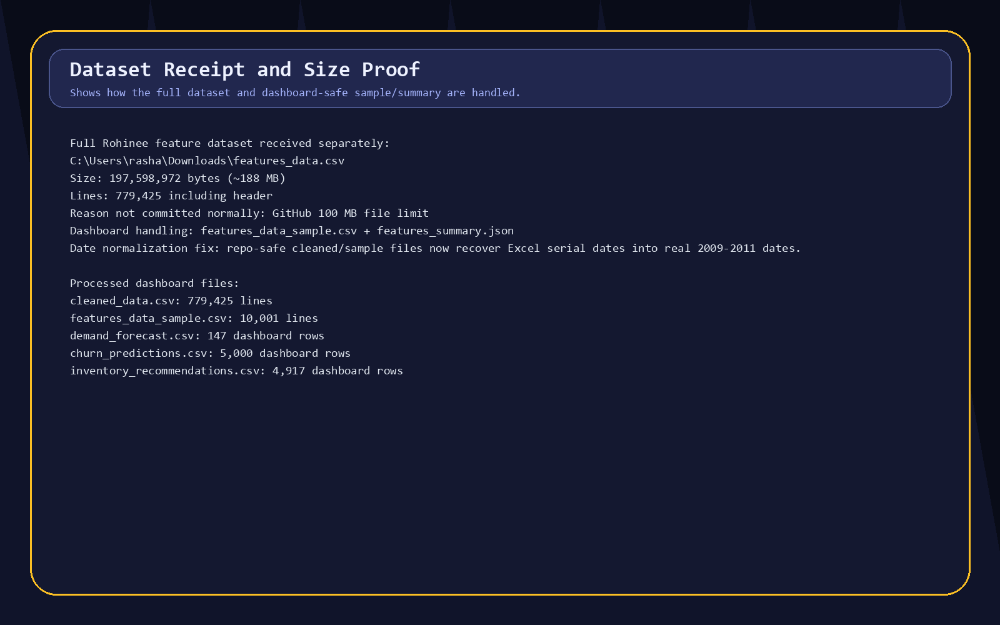 Dataset Receipt and Size Proof
Shows how the full dataset and dashboard-safe sample/summary are handled.
Full Rohinee feature dataset received separately:
C:\Users\rasha\Downloads\features_data.csv
Size: 197,598,972 bytes (~188 MB)
Lines: 779,425 including header
Reason not committed normally: GitHub 100 MB file limit
Dashboard handling: features_data_sample.csv + features_summary.json
Date normalization fix: repo-safe cleaned/sample files now recover Excel serial dates into real 2009-2011 dates.
Processed dashboard files:
cleaned_data.csv: 779,425 lines
features_data_sample.csv: 10,001 lines
demand_forecast.csv: 147 dashboard rows
churn_predictions.csv: 5,000 dashboard rows
inventory_recommendations.csv: 4,917 dashboard rows